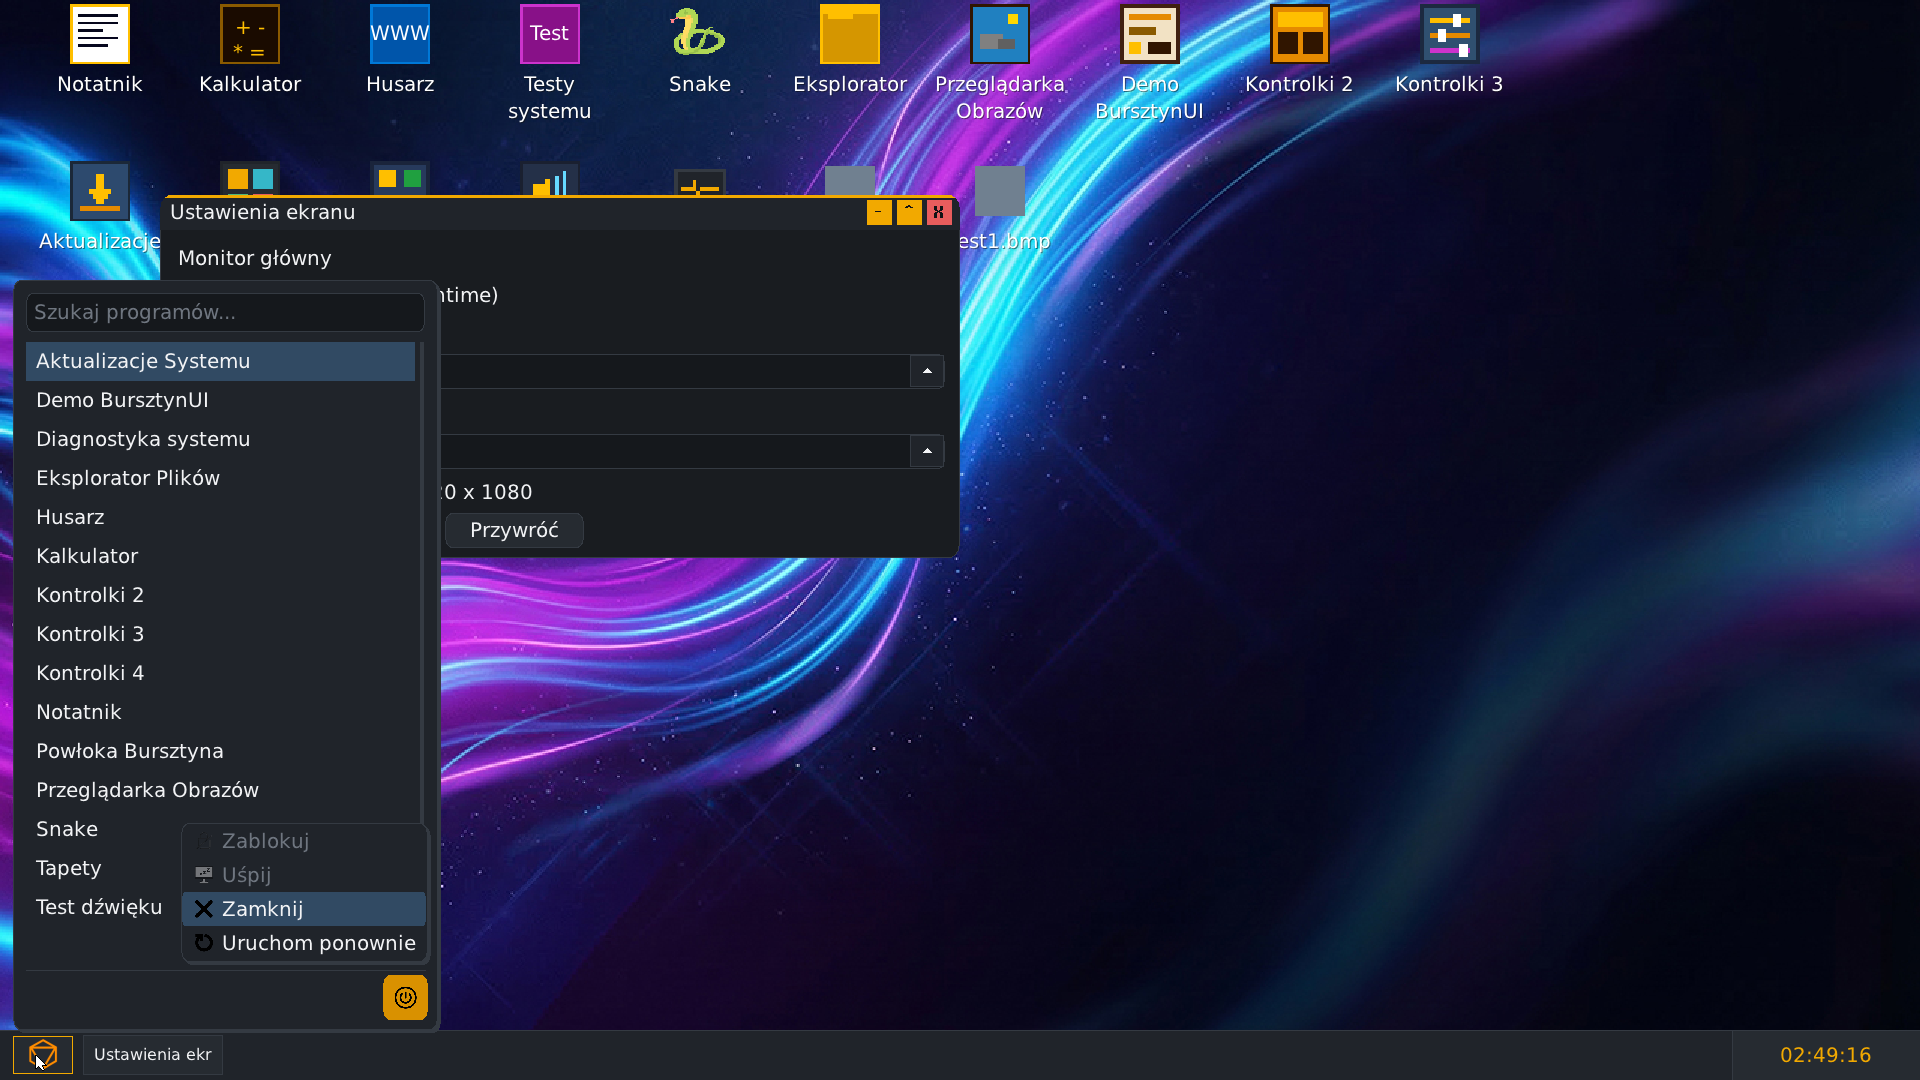 + -
* =
WWW
Test
Notatnik
Kalkulator
Husarz
Testy
systemu
Snake
Eksplorator
Przeglądarka
Obrazów
Demo
BursztynUI
Kontrolki 2
Kontrolki 3
Aktualizacje
est1.bmp
Ustawienia ekranu
- ^ X
Monitor główny
ntime)
20 x 1080
Przywróć
Szukaj programów...
Aktualizacje Systemu
Demo BursztynUI
Diagnostyka systemu
Eksplorator Plików
Husarz
Kalkulator
Kontrolki 2
Kontrolki 3
Kontrolki 4
Notatnik
Powłoka Bursztyna
Przeglądarka Obrazów
Snake
Tapety
Test dźwięku
Zablokuj
Uśpij
Zamknij
Uruchom ponownie
Ustawienia ekr
02:49:16